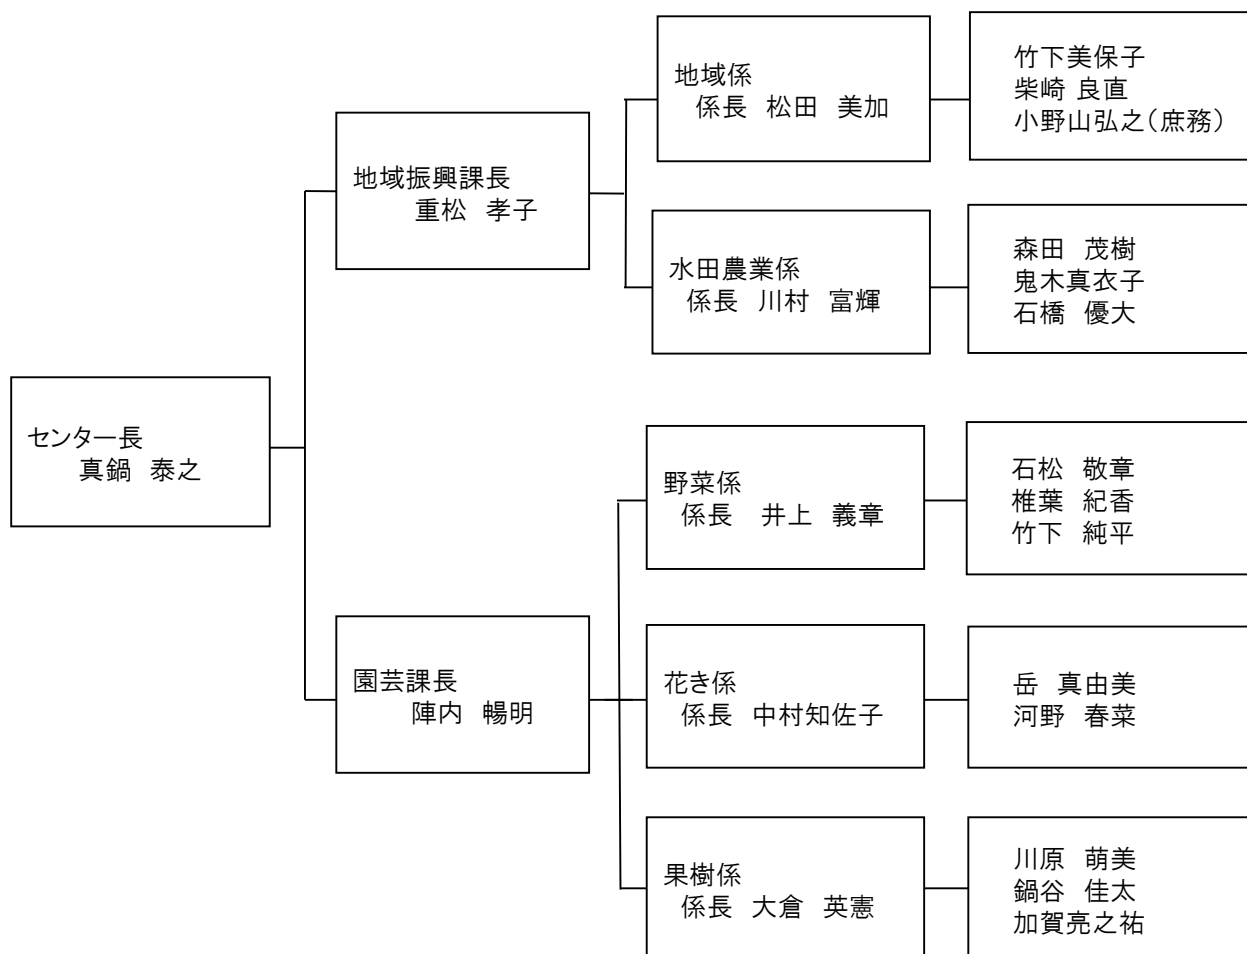 センター長
真鍋　泰之
地域振興課長
重松　孝子
地域係
係長　松田　美加
竹下美保子
柴崎 良直
小野山弘之（庶務）
水田農業係
係長　川村　富輝
森田　茂樹
鬼木真衣子
石橋　優大
園芸課長
陣内　暢明
野菜係
係長　井上　義章
石松　敬章
椎葉　紀香
竹下　純平
花き係
係長　中村知佐子
岳　真由美
河野　春菜
果樹係
係長　大倉　英憲
川原　萌美
鍋谷　佳太
加賀亮之祐